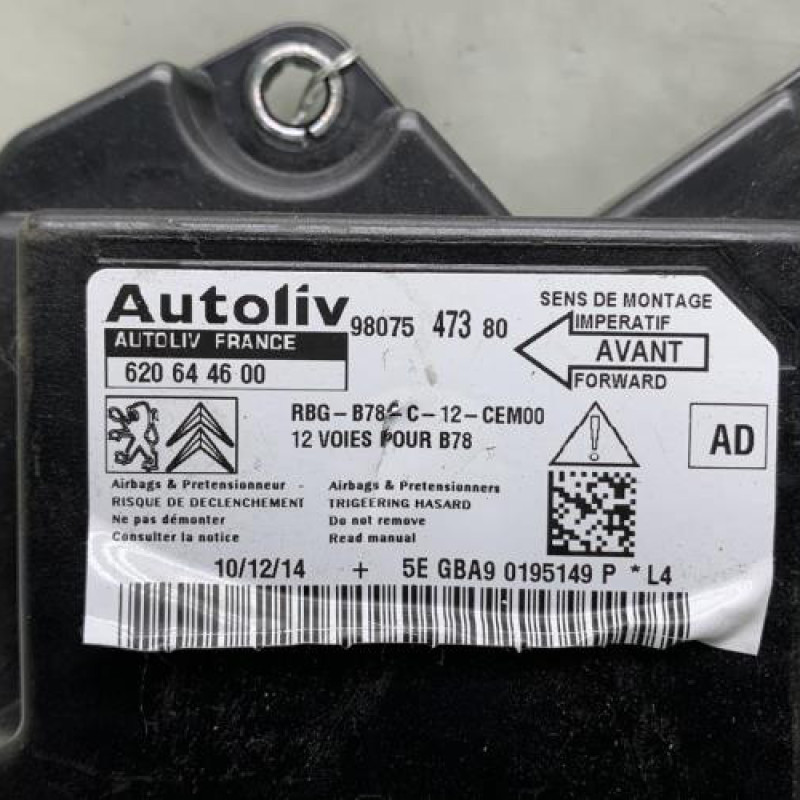 Autoliv
98075 473 80
SENS DE MONTAGE
IMPERATIF
AVANT
FORWARD
AUTOLIV FRANCE
620 64 46 00
RBG-B78-C-12-CEM00
12 VOIES POUR B78
AD
Airbags & Pretensionneur - Airbags & Pretensionners
RISQUE DE DECLENCHEMENT TRIGEERING HASARD
Ne pas démonter Do not remove
Consulter la notice Read manual
10/12/14 + 5E GBA9 0195149 P * L4